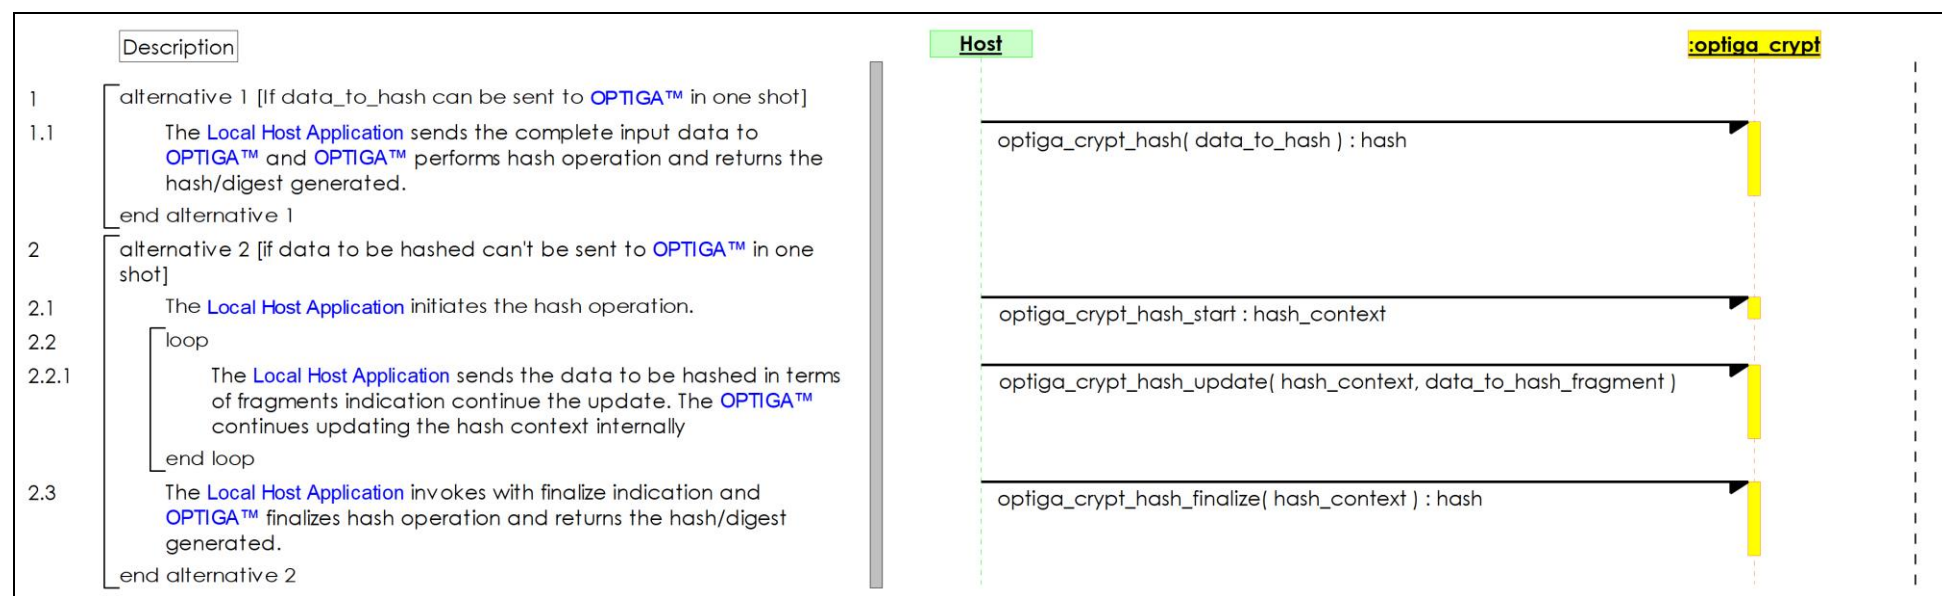 Description
Host
:optiga_crypt
1
alternative 1 [If data_to_hash can be sent to OPTIGA™ in one shot]
1.1
The Local Host Application sends the complete input data to
OPTIGA™ and OPTIGA™ performs hash operation and returns the
hash/digest generated.
optiga_crypt_hash( data_to_hash ) : hash
end alternative 1
2
alternative 2 [if data to be hashed can't be sent to OPTIGA™ in one
shot]
2.1
The Local Host Application initiates the hash operation.
optiga_crypt_hash_start : hash_context
2.2
loop
2.2.1
The Local Host Application sends the data to be hashed in terms
of fragments indication continue the update. The OPTIGA™
continues updating the hash context internally
optiga_crypt_hash_update( hash_context, data_to_hash_fragment )
end loop
2.3
The Local Host Application invokes with finalize indication and
OPTIGA™ finalizes hash operation and returns the hash/digest
generated.
optiga_crypt_hash_finalize( hash_context ) : hash
end alternative 2